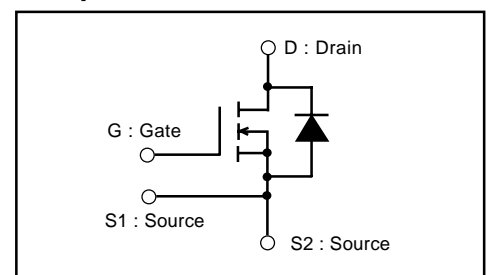 D : Drain
G : Gate
S1 : Source
S2 : Source